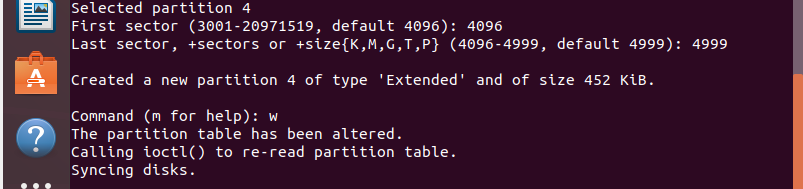 Selected partition 4
First sector (3001-20971519, default 4096): 4096
Last sector, +sectors or +size{K,M,G,T,P} (4096-4999, default 4999): 4999
Created a new partition 4 of type 'Extended' and of size 452 KiB.
Command (m for help): w
The partition table has been altered.
Calling ioctl() to re-read partition table.
Syncing disks.